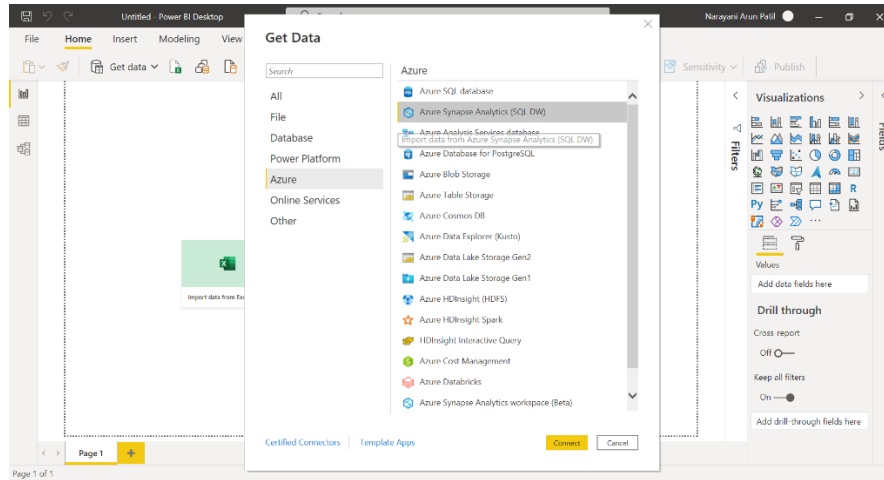 Untitled - Power BI Desktop
Narayani Arun Patil
File Home Insert Modeling View
Get data
Sensitivity
Publish
Get Data
Search
All
File
Database
Power Platform
Azure
Online Services
Other
Azure
Azure SQL database
Azure Synapse Analytics (SQL DW)
Azure Analysis Services database
Import data from Azure Synapse Analytics (SQL DW).
Azure Database for PostgreSQL
Azure Blob Storage
Azure Table Storage
Azure Cosmos DB
Azure Data Explorer (Kusto)
Azure Data Lake Storage Gen2
Azure Data Lake Storage Gen1
Azure HDInsight (HDFS)
Azure HDInsight Spark
HDInsight Interactive Query
Azure Cost Management
Azure Databricks
Azure Synapse Analytics workspace (Beta)
Certified Connectors
Template Apps
Connect
Cancel
Import data from Exc
Filters
Visualizations
Fields
R
Py
Values
Add data fields here
Drill through
Cross-report
Off
Keep all filters
On
Add drill-through fields here
Page 1
Page 1 of 1